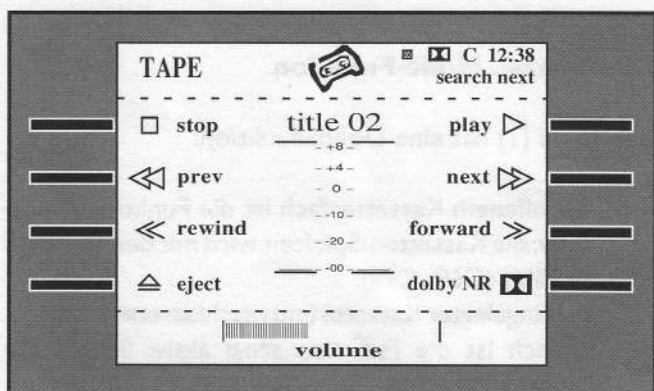 TAPE
C 12:38
search next
title 02
stop
play
prev
next
rewind
forward
eject
dolby NR
+8
+4
0
-10
-20
-00
volume